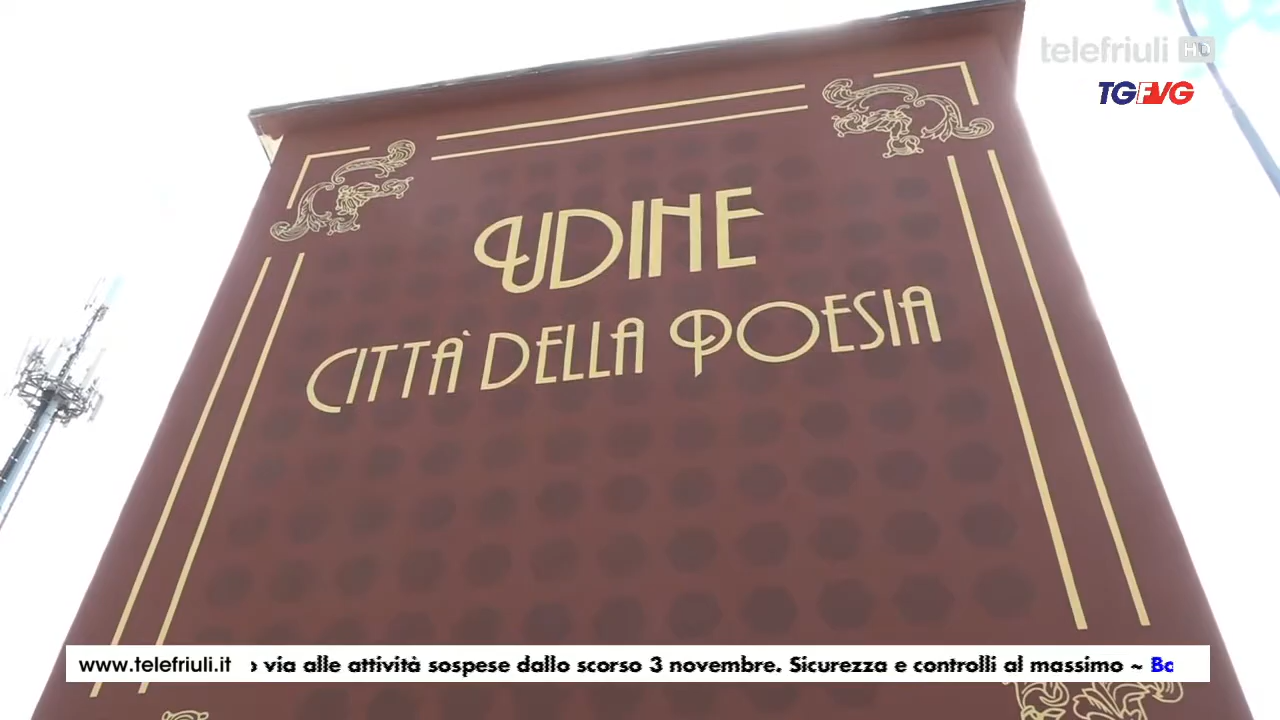 telefriuli HD
TGFVG
UDINE
CITTÀ DELLA POESIA
www.telefriuli.it via alle attività sospese dallo scorso 3 novembre. Sicurezza e controlli al massimo ~